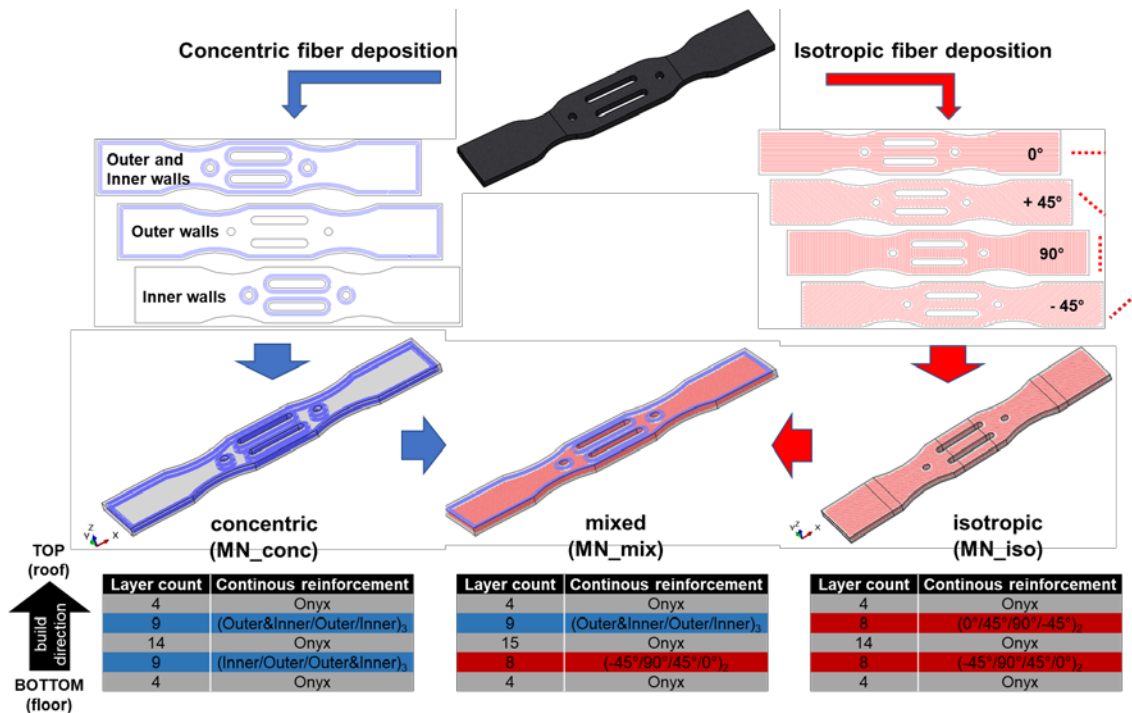 Concentric fiber deposition
Isotropic fiber deposition
Outer and
Inner walls
Outer walls
Inner walls
0°
+ 45°
90°
- 45°
Z
Y
X
concentric
(MN_conc)
mixed
(MN_mix)
Z
Y
X
isotropic
(MN_iso)
TOP
(roof)
build
direction
BOTTOM
(floor)
Layer count Continous reinforcement
4 Onyx
9 (Outer&Inner/Outer/Inner)₃
14 Onyx
9 (Inner/Outer/Outer&Inner)₃
4 Onyx
Layer count Continous reinforcement
4 Onyx
9 (Outer&Inner/Outer/Inner)₃
15 Onyx
8 (-45°/90°/45°/0°)₂
4 Onyx
Layer count Continous reinforcement
4 Onyx
8 (0°/45°/90°/-45°)₂
14 Onyx
8 (-45°/90°/45°/0°)₂
4 Onyx